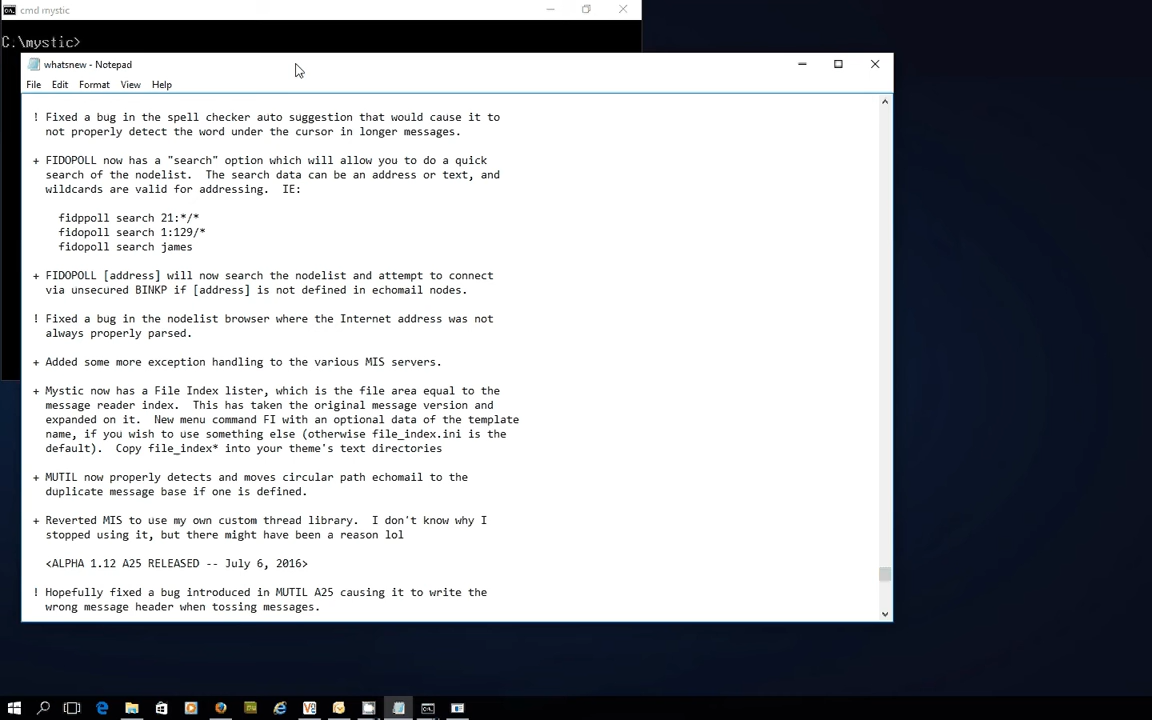 cmd mystic
C.\mystic>
whatsnew - Notepad
File Edit Format View Help
! Fixed a bug in the spell checker auto suggestion that would cause it to
not properly detect the word under the cursor in longer messages.
+ FIDOPOLL now has a "search" option which will allow you to do a quick
search of the nodelist.  The search data can be an address or text, and
wildcards are valid for addressing.  IE:
fidppoll search 21:*/*
fidopoll search 1:129/*
fidopoll search james
+ FIDOPOLL [address] will now search the nodelist and attempt to connect
via unsecured BINKP if [address] is not defined in echomail nodes.
! Fixed a bug in the nodelist browser where the Internet address was not
always properly parsed.
+ Added some more exception handling to the various MIS servers.
+ Mystic now has a File Index lister, which is the file area equal to the
message reader index.  This has taken the original message version and
expanded on it.  New menu command FI with an optional data of the template
name, if you wish to use something else (otherwise file_index.ini is the
default).  Copy file_index* into your theme's text directories
+ MUTIL now properly detects and moves circular path echomail to the
duplicate message base if one is defined.
+ Reverted MIS to use my own custom thread library.  I don't know why I
stopped using it, but there might have been a reason lol
<ALPHA 1.12 A25 RELEASED -- July 6, 2016>
! Hopefully fixed a bug introduced in MUTIL A25 causing it to write the
wrong message header when tossing messages.